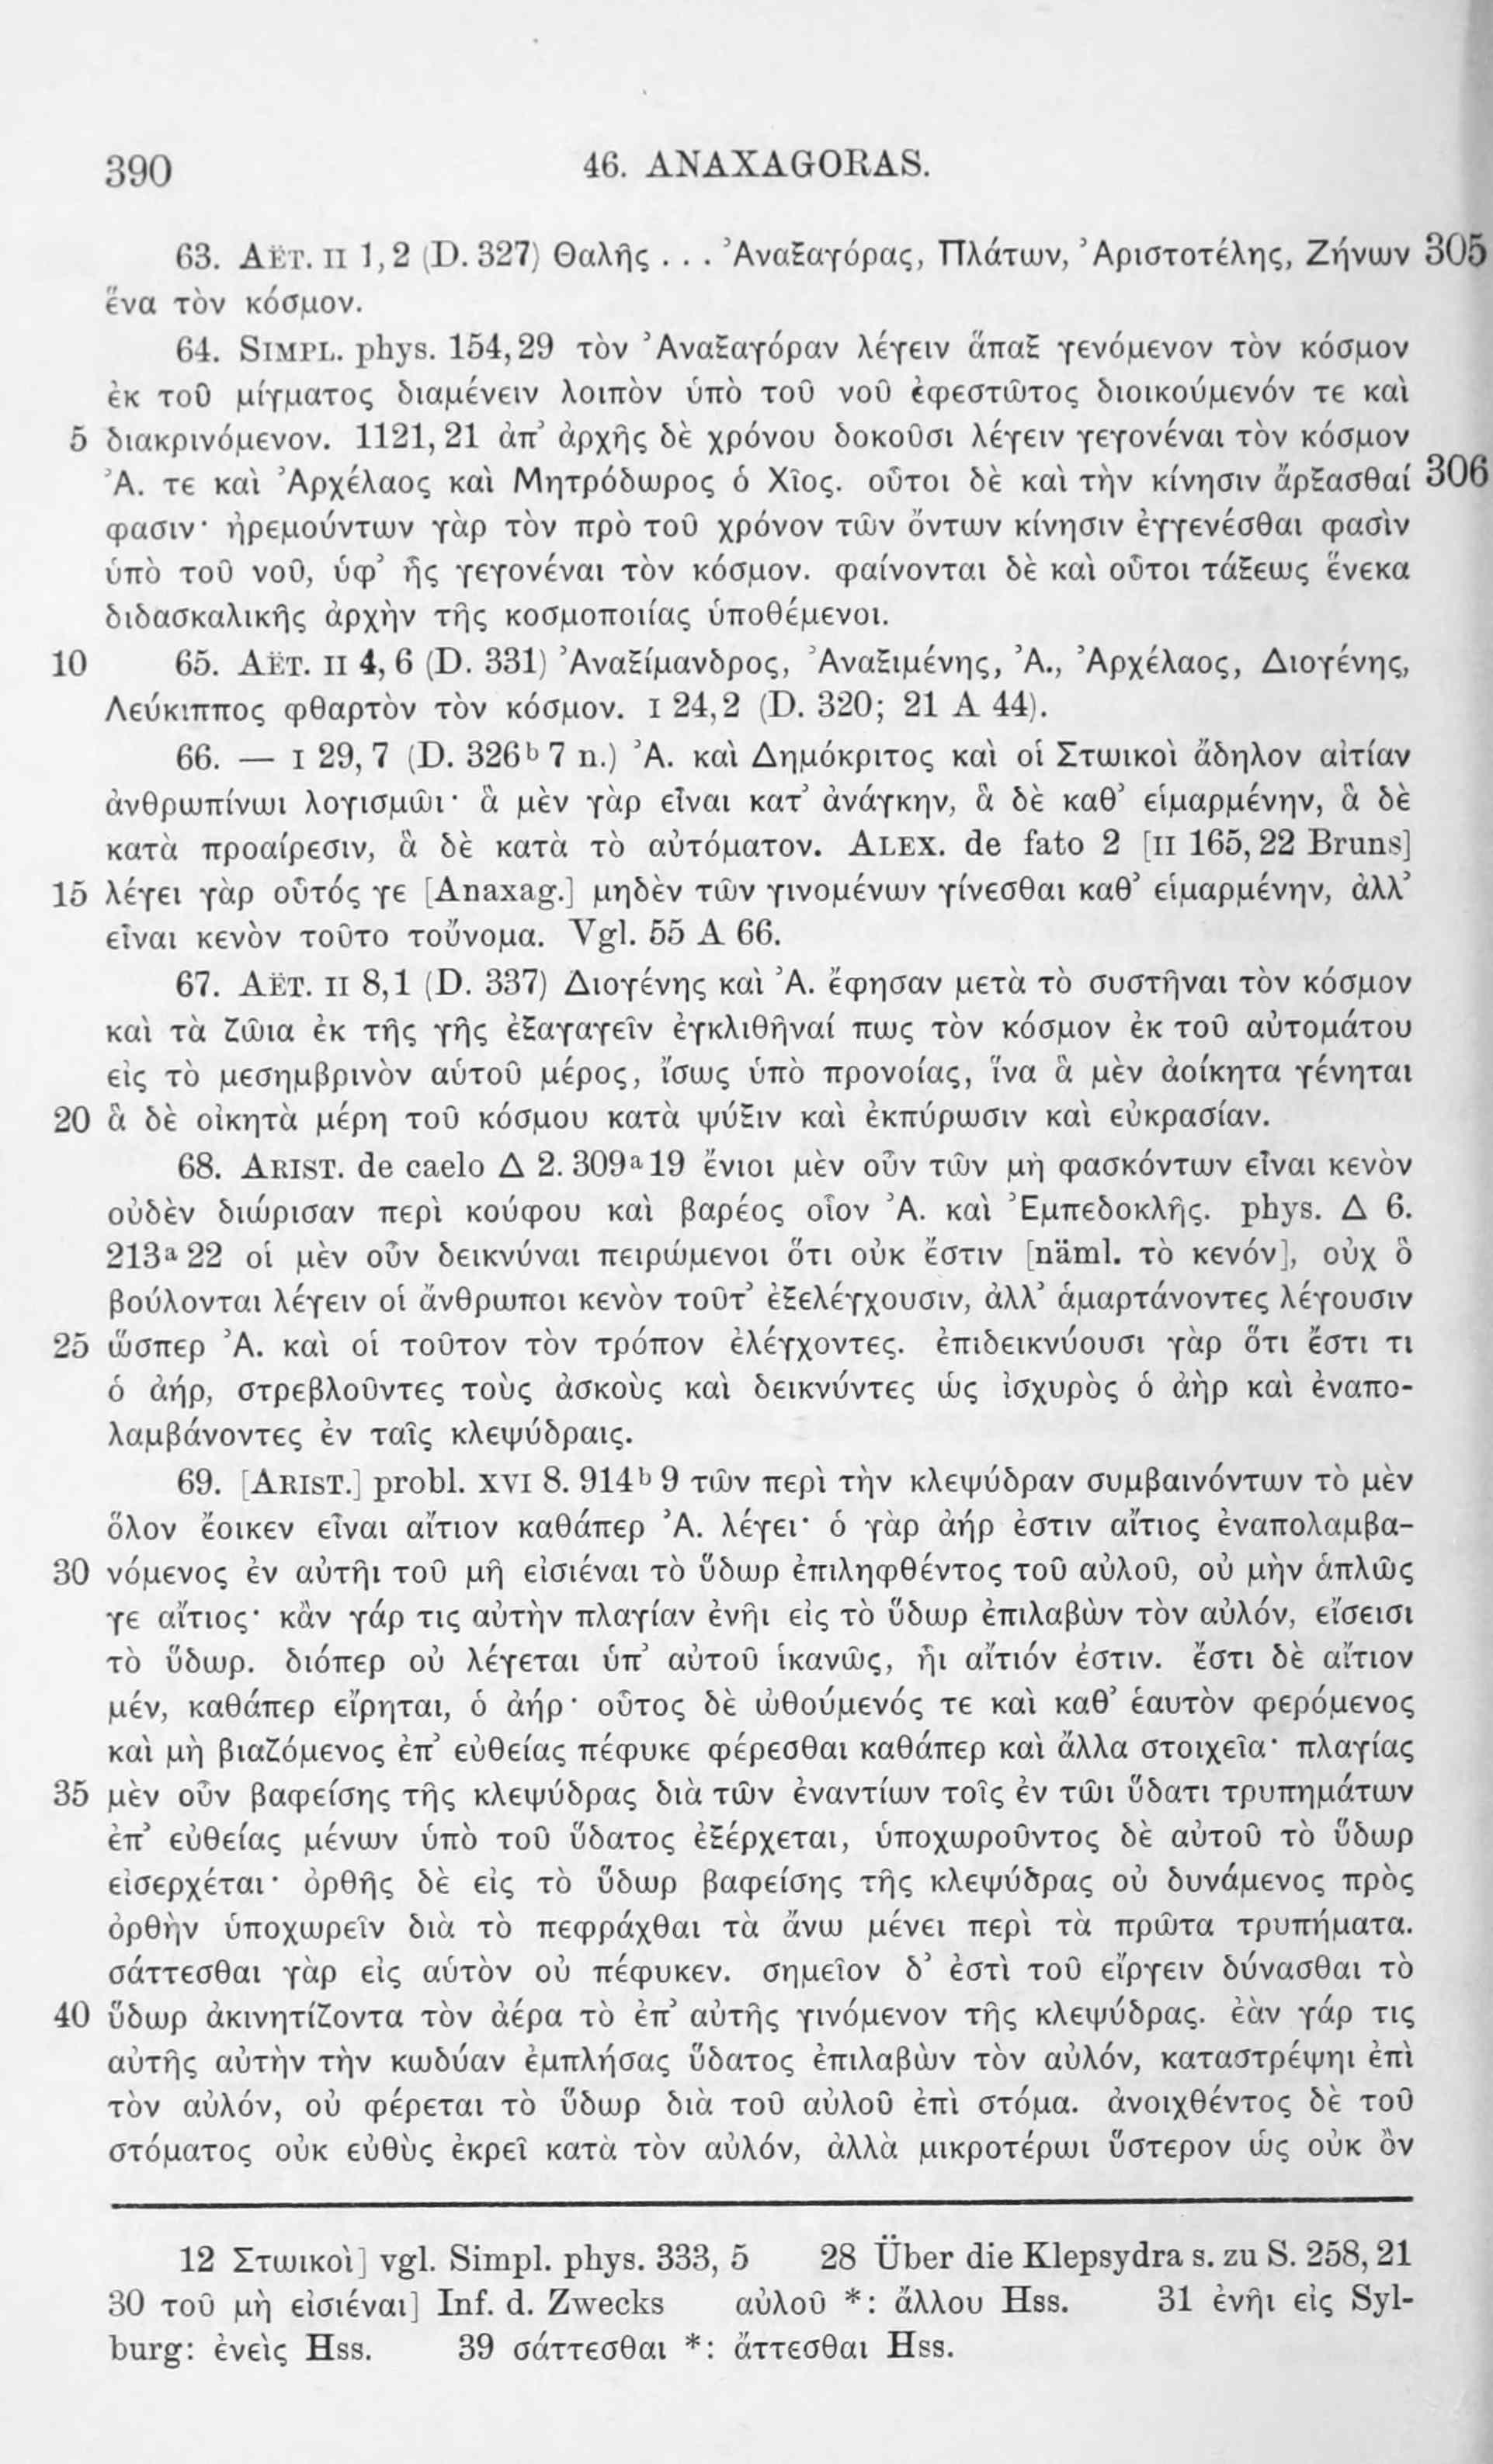 390 46. ANAXAGORAS.
63. AËT. II 1, 2 (D. 327) Θαλῆς . . . Ἀναξαγόρας, Πλάτων, Ἀριστοτέλης, Ζήνων 305
ἕνα τὸν κόσμον.
64. SIMPL. phys. 154, 29 τὸν Ἀναξαγόραν λέγειν ἅπαξ γενόμενον τὸν κόσμον
ἐκ τοῦ μίγματος διαμένειν λοιπὸν ὑπὸ τοῦ νοῦ ἐφεστῶτος διοικούμενόν τε καὶ
5 διακρινόμενον. 1121, 21 ἀπ’ ἀρχῆς δὲ χρόνου δοκοῦσι λέγειν γεγονέναι τὸν κόσμον
Ἀ. τε καὶ Ἀρχέλαος καὶ Μητρόδωρος ὁ Χῖος. οὗτοι δὲ καὶ τὴν κίνησιν ἄρξασθαί 306
φασιν· ἠρεμούντων γὰρ τὸν πρὸ τοῦ χρόνον τῶν ὄντων κίνησιν ἐγγενέσθαι φασὶν
ὑπὸ τοῦ νοῦ, ὑφ’ ἧς γεγονέναι τὸν κόσμον. φαίνονται δὲ καὶ οὗτοι τάξεως ἕνεκα
διδασκαλικῆς ἀρχὴν τῆς κοσμοποιίας ὑποθέμενοι.
10 65. AËT. II 4, 6 (D. 331) Ἀναξίμανδρος, Ἀναξιμένης, Ἀ., Ἀρχέλαος, Διογένης,
Λεύκιππος φθαρτὸν τὸν κόσμον. I 24, 2 (D. 320; 21 A 44).
66. — I 29, 7 (D. 326ᵇ 7 n.) Ἀ. καὶ Δημόκριτος καὶ οἱ Στωικοὶ ἄδηλον αἰτίαν
ἀνθρωπίνωι λογισμῶι· ἃ μὲν γὰρ εἶναι κατ’ ἀνάγκην, ἃ δὲ καθ’ εἱμαρμένην, ἃ δὲ
κατὰ προαίρεσιν, ἃ δὲ κατὰ τὸ αὐτόματον. ALEX. de fato 2 [II 165, 22 Bruns]
15 λέγει γὰρ οὗτός γε [Anaxag.] μηδὲν τῶν γινομένων γίνεσθαι καθ’ εἱμαρμένην, ἀλλ’
εἶναι κενὸν τοῦτο τοὔνομα. Vgl. 55 A 66.
67. AËT. II 8, 1 (D. 337) Διογένης καὶ Ἀ. ἔφησαν μετὰ τὸ συστῆναι τὸν κόσμον
καὶ τὰ ζῶια ἐκ τῆς γῆς ἐξαγαγεῖν ἐγκλιθῆναί πως τὸν κόσμον ἐκ τοῦ αὐτομάτου
εἰς τὸ μεσημβρινὸν αὑτοῦ μέρος, ἴσως ὑπὸ προνοίας, ἵνα ἃ μὲν ἀοίκητα γένηται
20 ἃ δὲ οἰκητὰ μέρη τοῦ κόσμου κατὰ ψύξιν καὶ ἐκπύρωσιν καὶ εὐκρασίαν.
68. ARIST. de caelo Δ 2. 309ᵃ 19 ἔνιοι μὲν οὖν τῶν μὴ φασκόντων εἶναι κενὸν
οὐδὲν διώρισαν περὶ κούφου καὶ βαρέος οἷον Ἀ. καὶ Ἐμπεδοκλῆς. phys. Δ 6.
213ᵃ 22 οἱ μὲν οὖν δεικνύναι πειρώμενοι ὅτι οὐκ ἔστιν [näml. τὸ κενόν], οὐχ ὃ
βούλονται λέγειν οἱ ἄνθρωποι κενὸν τοῦτ’ ἐξελέγχουσιν, ἀλλ’ ἁμαρτάνοντες λέγουσιν
25 ὥσπερ Ἀ. καὶ οἱ τοῦτον τὸν τρόπον ἐλέγχοντες. ἐπιδεικνύουσι γὰρ ὅτι ἔστι τι
ὁ ἀήρ, στρεβλοῦντες τοὺς ἀσκοὺς καὶ δεικνύντες ὡς ἰσχυρὸς ὁ ἀὴρ καὶ ἐναπο-
λαμβάνοντες ἐν ταῖς κλεψύδραις.
69. [ARIST.] probl. XVI 8. 914ᵇ 9 τῶν περὶ τὴν κλεψύδραν συμβαινόντων τὸ μὲν
ὅλον ἔοικεν εἶναι αἴτιον καθάπερ Ἀ. λέγει· ὁ γὰρ ἀήρ ἐστιν αἴτιος ἐναπολαμβα-
30 νόμενος ἐν αὐτῆι τοῦ μὴ εἰσιέναι τὸ ὕδωρ ἐπιληφθέντος τοῦ αὐλοῦ, οὐ μὴν ἁπλῶς
γε αἴτιος· κἂν γάρ τις αὐτὴν πλαγίαν ἐνῆι εἰς τὸ ὕδωρ ἐπιλαβὼν τὸν αὐλόν, εἴσεισι
τὸ ὕδωρ. διόπερ οὐ λέγεται ὑπ’ αὐτοῦ ἱκανῶς, ἧι αἴτιόν ἐστιν. ἔστι δὲ αἴτιον
μέν, καθάπερ εἴρηται, ὁ ἀήρ· οὗτος δὲ ὠθούμενός τε καὶ καθ’ ἑαυτὸν φερόμενος
καὶ μὴ βιαζόμενος ἐπ’ εὐθείας πέφυκε φέρεσθαι καθάπερ καὶ ἄλλα στοιχεῖα· πλαγίας
35 μὲν οὖν βαφείσης τῆς κλεψύδρας διὰ τῶν ἐναντίων τοῖς ἐν τῶι ὕδατι τρυπημάτων
ἐπ’ εὐθείας μένων ὑπὸ τοῦ ὕδατος ἐξέρχεται, ὑποχωροῦντος δὲ αὐτοῦ τὸ ὕδωρ
εἰσερχέται· ὀρθῆς δὲ εἰς τὸ ὕδωρ βαφείσης τῆς κλεψύδρας οὐ δυνάμενος πρὸς
ὀρθὴν ὑποχωρεῖν διὰ τὸ πεφράχθαι τὰ ἄνω μένει περὶ τὰ πρῶτα τρυπήματα.
σάττεσθαι γὰρ εἰς αὑτὸν οὐ πέφυκεν. σημεῖον δ’ ἐστὶ τοῦ εἴργειν δύνασθαι τὸ
40 ὕδωρ ἀκινητίζοντα τὸν ἀέρα τὸ ἐπ’ αὐτῆς γινόμενον τῆς κλεψύδρας. ἐὰν γάρ τις
αὐτῆς αὐτὴν τὴν κωδύαν ἐμπλήσας ὕδατος ἐπιλαβὼν τὸν αὐλόν, καταστρέψηι ἐπὶ
τὸν αὐλόν, οὐ φέρεται τὸ ὕδωρ διὰ τοῦ αὐλοῦ ἐπὶ στόμα. ἀνοιχθέντος δὲ τοῦ
στόματος οὐκ εὐθὺς ἐκρεῖ κατὰ τὸν αὐλόν, ἀλλὰ μικροτέρωι ὕστερον ὡς οὐκ ὂν
12 Στωικοὶ] vgl. Simpl. phys. 333, 5 28 Über die Klepsydra s. zu S. 258, 21
30 τοῦ μὴ εἰσιέναι] Inf. d. Zwecks αὐλοῦ *: ἄλλου Hss. 31 ἐνῆι εἰς Syl-
burg: ἐνεὶς Hss. 39 σάττεσθαι *: ἄττεσθαι Hss.